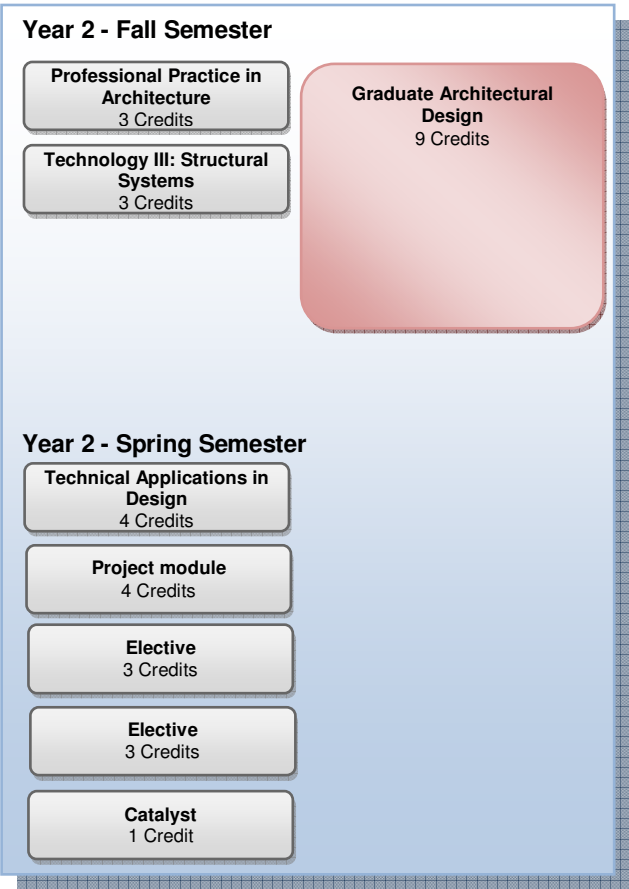 Year 2 - Fall Semester
Professional Practice in
Architecture
3 Credits
Technology III: Structural
Systems
3 Credits
Graduate Architectural
Design
9 Credits
Year 2 - Spring Semester
Technical Applications in
Design
4 Credits
Project module
4 Credits
Elective
3 Credits
Elective
3 Credits
Catalyst
1 Credit